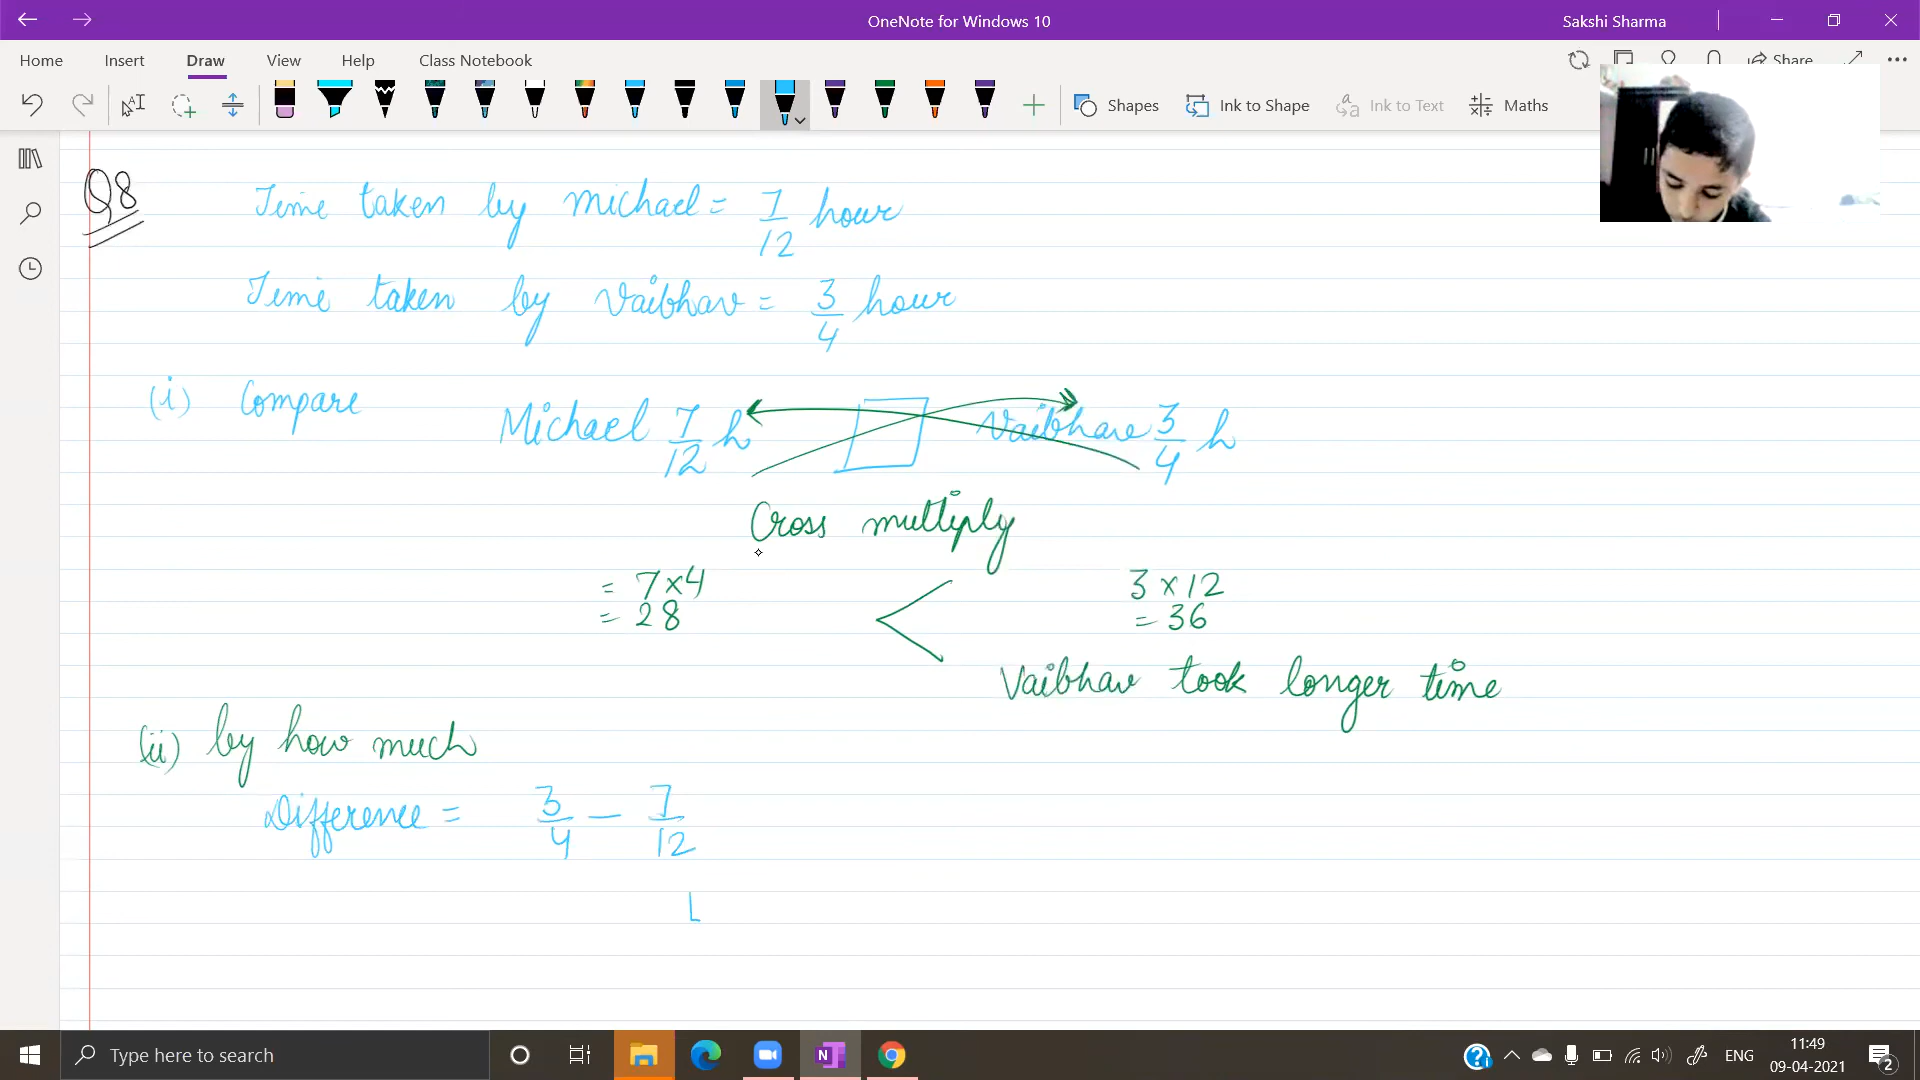 OneNote for Windows 10
Sakshi Sharma
Home Insert Draw View Help Class Notebook
Share
Shapes Ink to Shape Ink to Text Maths
Q8
Time taken by michael = 7/12 hour
Time taken by Vaibhav = 3/4 hour
(i) Compare
Michael 7/12 h Vaibhav 3/4 h
Cross multiply
= 7x4 < 3 x 12
= 28 = 36
Vaibhav took longer time
(ii) by how much
Difference = 3/4 - 7/12
L
Type here to search
ENG
11:49
09-04-2021
2